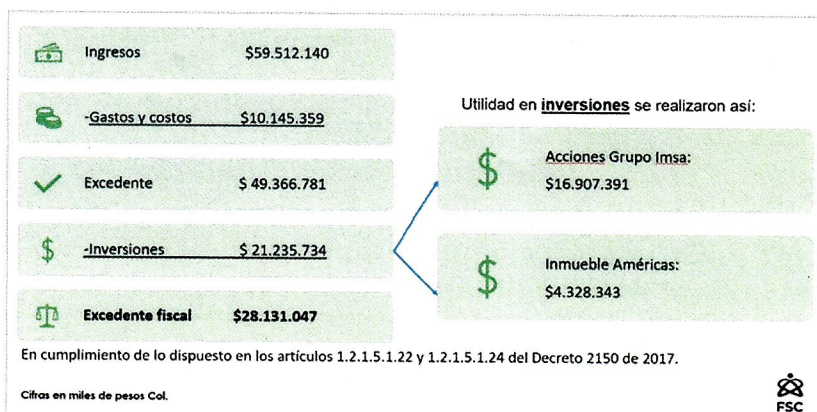 Ingresos $59.512.140
-Gastos y costos $10.145.359
Excedente $ 49.366.781
-Inversiones $ 21.235.734
Excedente fiscal $28.131.047
Utilidad en inversiones se realizaron así:
Acciones Grupo Imsa:
$16.907.391
Inmueble Américas:
$4.328.343
En cumplimiento de lo dispuesto en los artículos 1.2.1.5.1.22 y 1.2.1.5.1.24 del Decreto 2150 de 2017.
Cifras en miles de pesos Col.
FSC